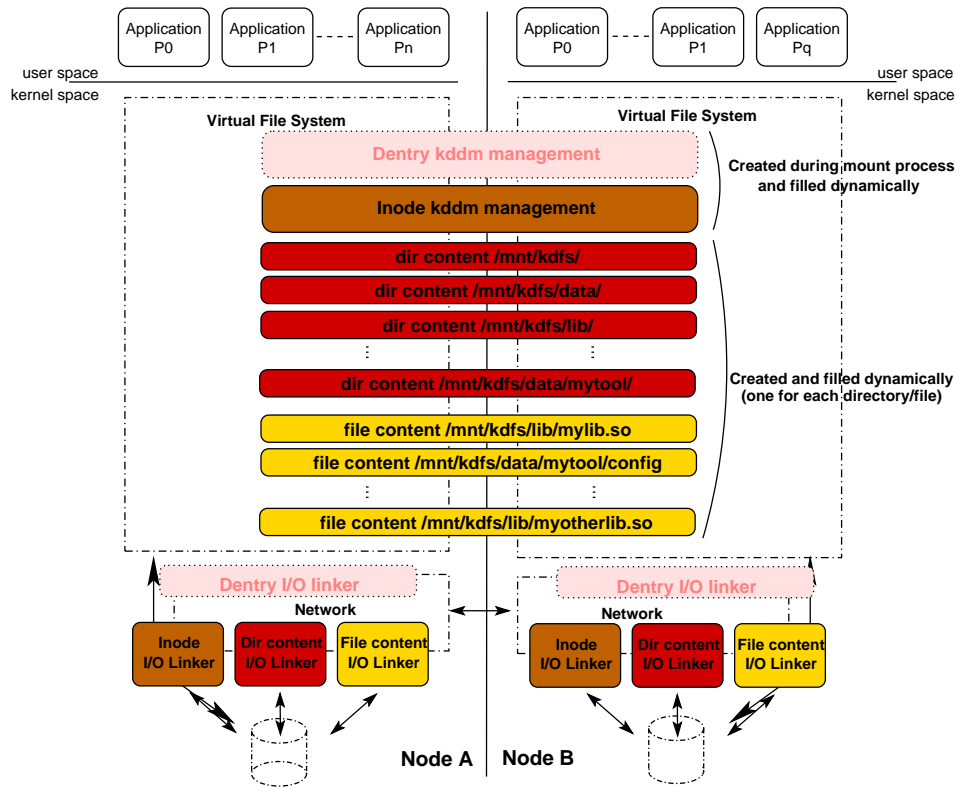 Application
P0
Application
P1
Application
Pn
Application
P0
Application
P1
Application
Pq
user space
kernel space
user space
kernel space
Virtual File System
Virtual File System
Dentry kddm management
Inode kddm management
Created during mount process
and filled dynamically
dir content /mnt/kdfs/
dir content /mnt/kdfs/data/
dir content /mnt/kdfs/lib/
dir content /mnt/kdfs/data/mytool/
Created and filled dynamically
(one for each directory/file)
file content /mnt/kdfs/lib/mylib.so
file content /mnt/kdfs/data/mytool/config
file content /mnt/kdfs/lib/myotherlib.so
Dentry I/O linker
Network
Inode
I/O Linker
Dir content
I/O Linker
File content
I/O Linker
Dentry I/O linker
Network
Inode
I/O Linker
Dir content
I/O Linker
File content
I/O Linker
Node A
Node B